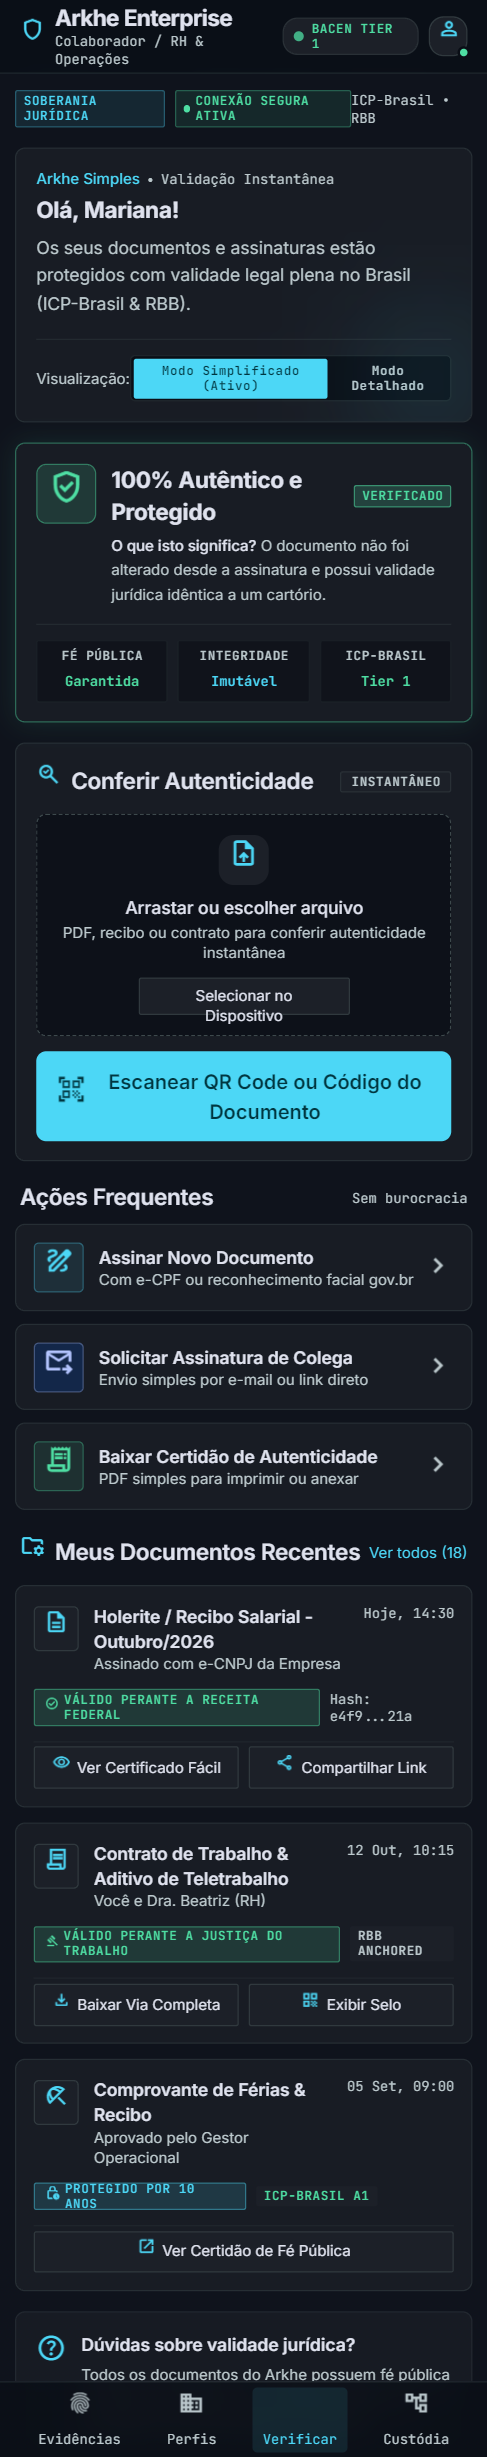 Arkhe Enterprise
Colaborador / RH &
Operações
BACEN TIER
1
SOBERANIA
JURÍDICA
CONEXÃO SEGURA
ATIVA
ICP-Brasil •
RBB
Arkhe Simples • Validação Instantânea
Olá, Mariana!
Os seus documentos e assinaturas estão
protegidos com validade legal plena no Brasil
(ICP-Brasil & RBB).
Visualização:
Modo Simplificado
(Ativo)
Modo
Detalhado
100% Autêntico e
Protegido
VERIFICADO
O que isto significa? O documento não foi
alterado desde a assinatura e possui validade
jurídica idêntica a um cartório.
FÉ PÚBLICA
Garantida
INTEGRIDADE
Imutável
ICP-BRASIL
Tier 1
Conferir Autenticidade
INSTANTÂNEO
Arrastar ou escolher arquivo
PDF, recibo ou contrato para conferir autenticidade
instantânea
Selecionar no
Dispositivo
Escanear QR Code ou Código do
Documento
Ações Frequentes
Sem burocracia
Assinar Novo Documento
Com e-CPF ou reconhecimento facial gov.br
Solicitar Assinatura de Colega
Envio simples por e-mail ou link direto
Baixar Certidão de Autenticidade
PDF simples para imprimir ou anexar
Meus Documentos Recentes
Ver todos (18)
Holerite / Recibo Salarial -
Outubro/2026
Hoje, 14:30
Assinado com e-CNPJ da Empresa
VÁLIDO PERANTE A RECEITA
FEDERAL
Hash:
e4f9...21a
Ver Certificado Fácil
Compartilhar Link
Contrato de Trabalho &
Aditivo de Teletrabalho
12 Out, 10:15
Você e Dra. Beatriz (RH)
VÁLIDO PERANTE A JUSTIÇA DO
TRABALHO
RBB
ANCHORED
Baixar Via Completa
Exibir Selo
Comprovante de Férias &
Recibo
05 Set, 09:00
Aprovado pelo Gestor
Operacional
PROTEGIDO POR 10
ANOS
ICP-BRASIL A1
Ver Certidão de Fé Pública
Dúvidas sobre validade jurídica?
Todos os documentos do Arkhe possuem fé pública
Evidências
Perfis
Verificar
Custódia